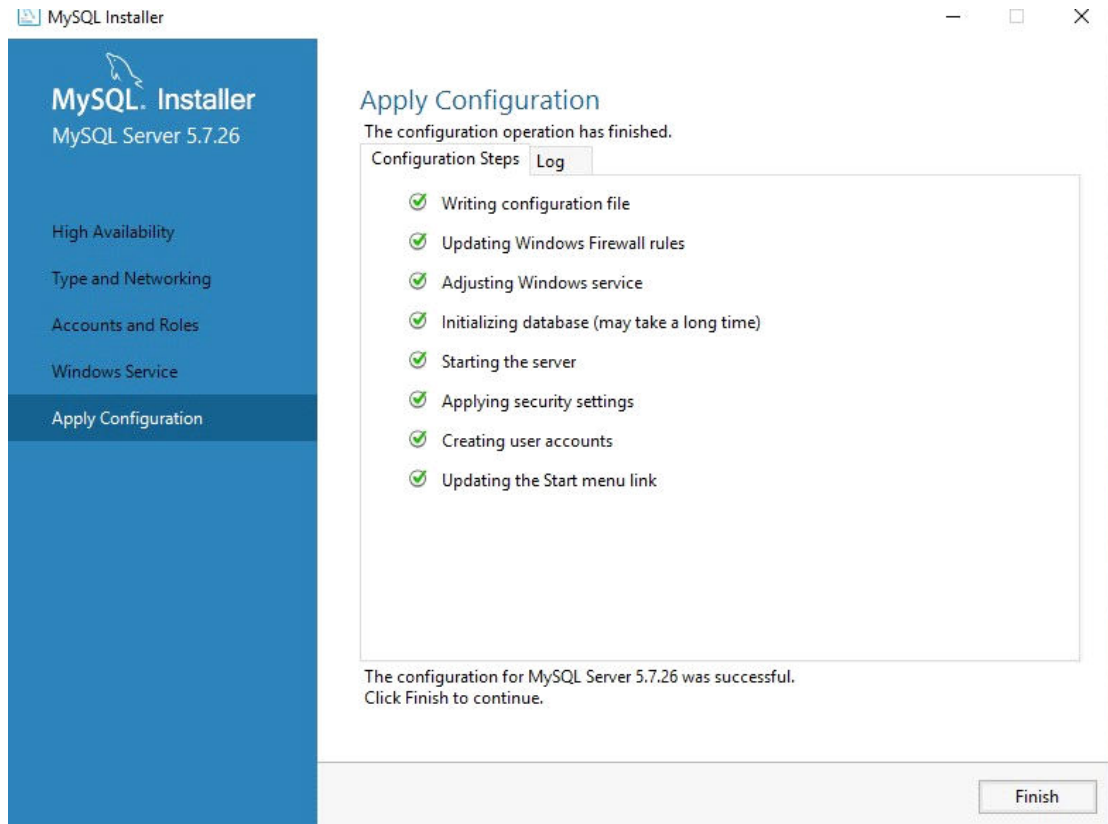 MySQL Installer
MySQL. Installer
MySQL Server 5.7.26
High Availability
Type and Networking
Accounts and Roles
Windows Service
Apply Configuration
Apply Configuration
The configuration operation has finished.
Configuration Steps Log
Writing configuration file
Updating Windows Firewall rules
Adjusting Windows service
Initializing database (may take a long time)
Starting the server
Applying security settings
Creating user accounts
Updating the Start menu link
The configuration for MySQL Server 5.7.26 was successful.
Click Finish to continue.
Finish